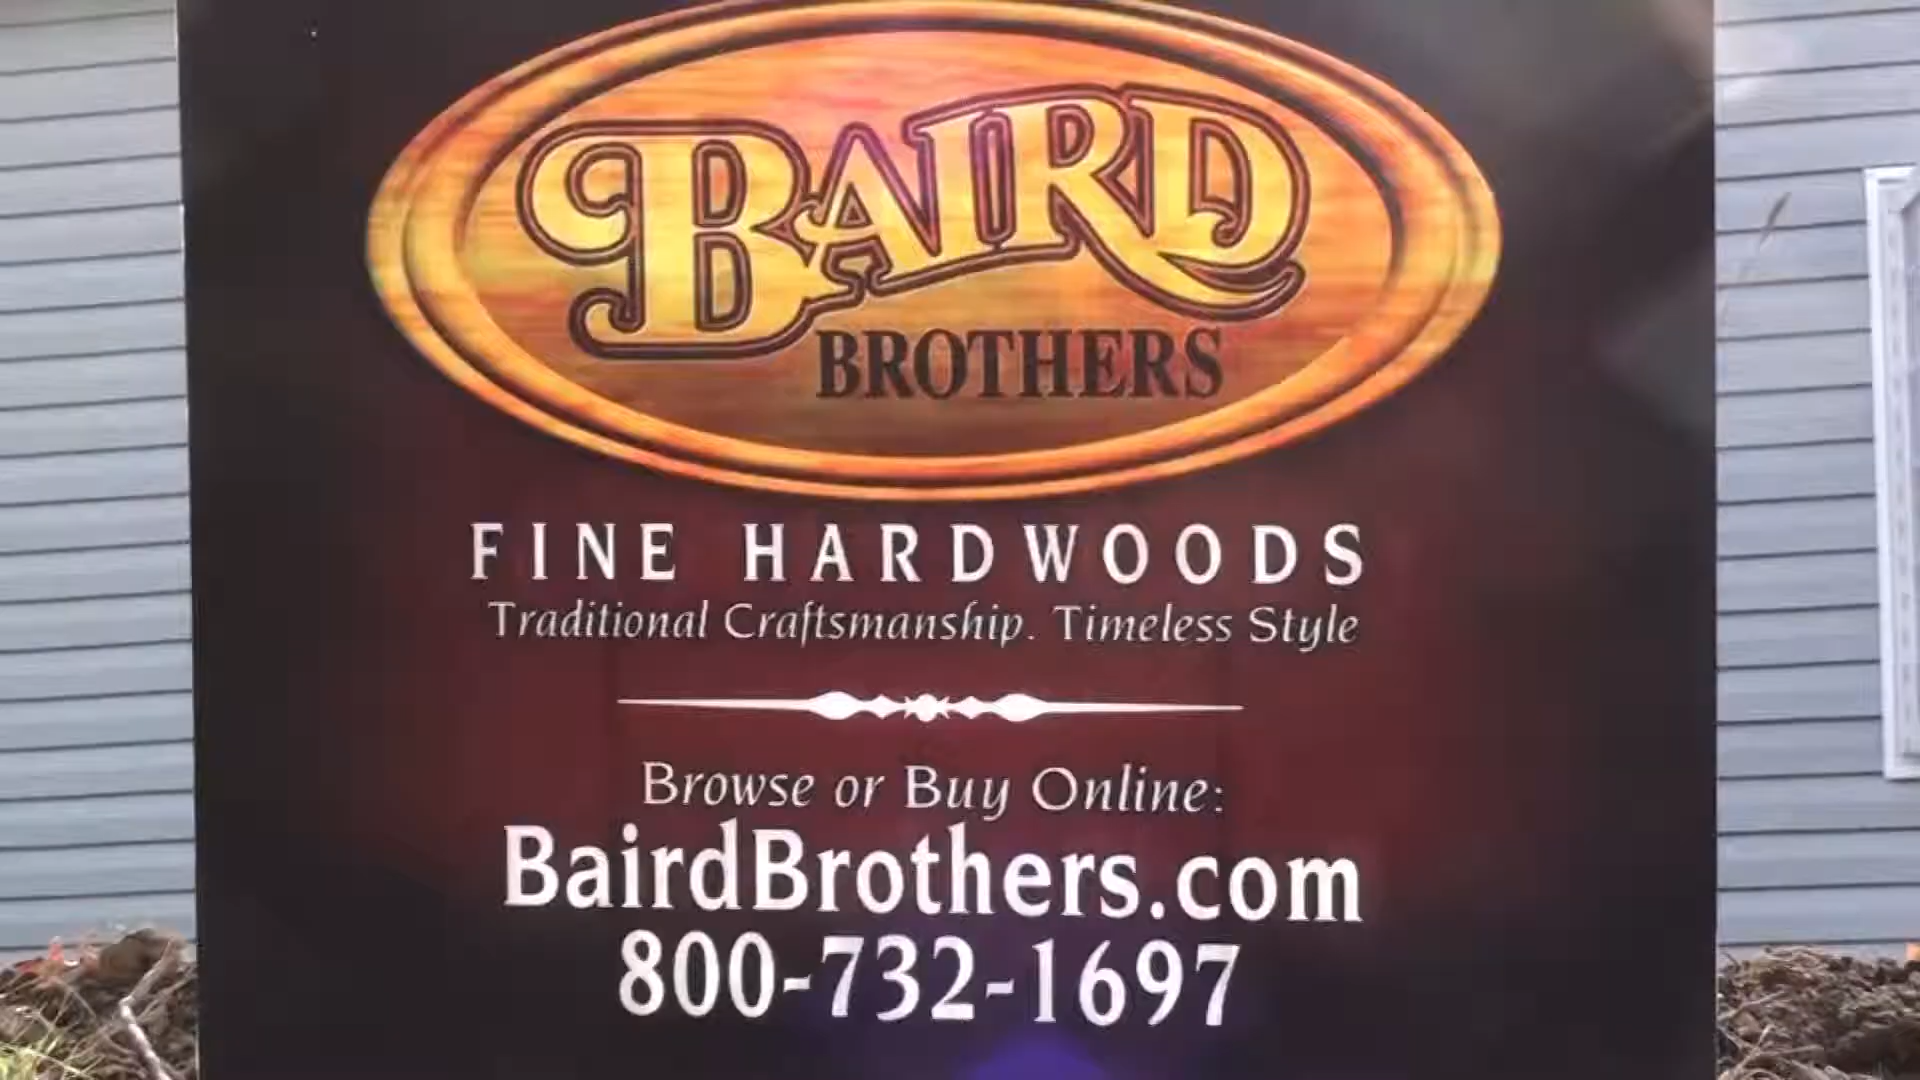 BAIRD
BROTHERS
FINE HARDWOODS
Traditional Craftsmanship. Timeless Style
Browse or Buy Online:
BairdBrothers.com
800-732-1697